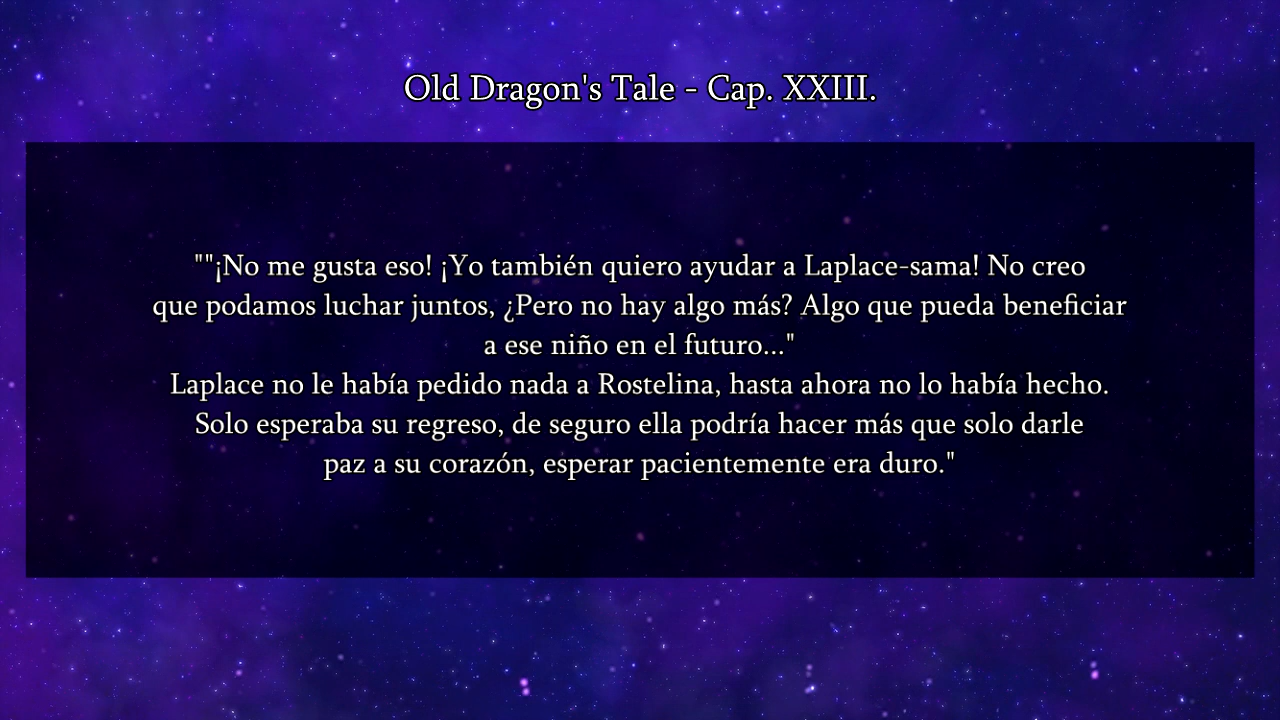 Old Dragon's Tale - Cap. XXIII.
""¡No me gusta eso! ¡Yo también quiero ayudar a Laplace-sama! No creo
que podamos luchar juntos, ¿Pero no hay algo más? Algo que pueda beneficiar
a ese niño en el futuro..."
Laplace no le había pedido nada a Rostelina, hasta ahora no lo había hecho.
Solo esperaba su regreso, de seguro ella podría hacer más que solo darle
paz a su corazón, esperar pacientemente era duro."